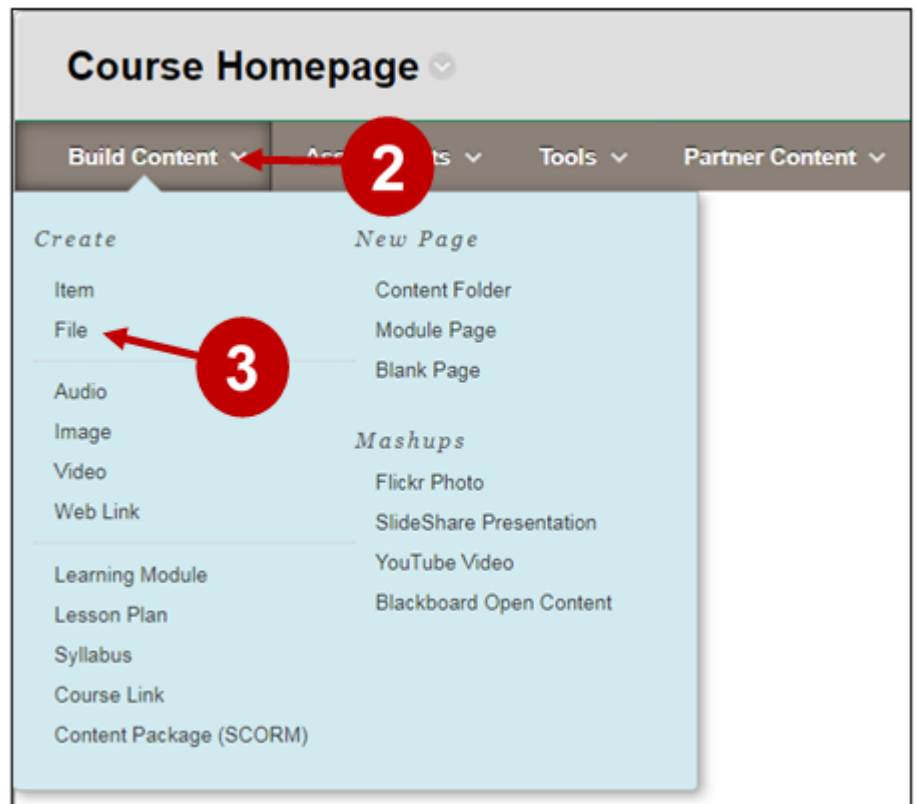 Course Homepage
Build Content 2 Tools Partner Content
Create
Item
File
3
Audio
Image
Video
Web Link
Learning Module
Lesson Plan
Syllabus
Course Link
Content Package (SCORM)
New Page
Content Folder
Module Page
Blank Page
Mashups
Flickr Photo
SlideShare Presentation
YouTube Video
Blackboard Open Content